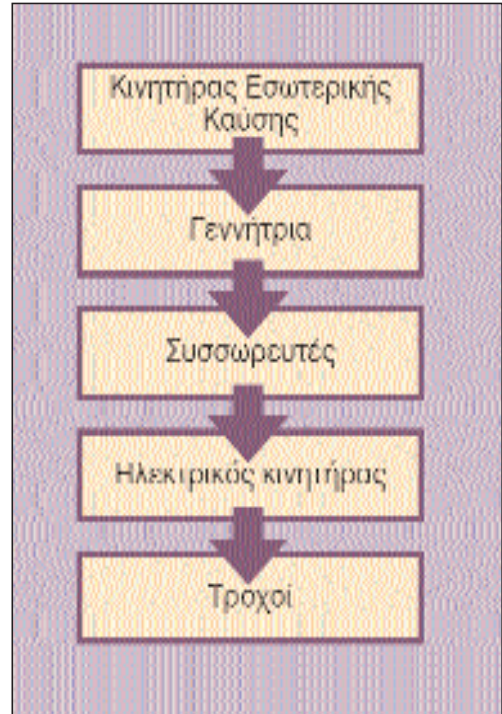 Κινητήρας Εσωτερικής
Καύσης
Γεννήτρια
Συσσωρευτές
Ηλεκτρικός κινητήρας
Τροχοί